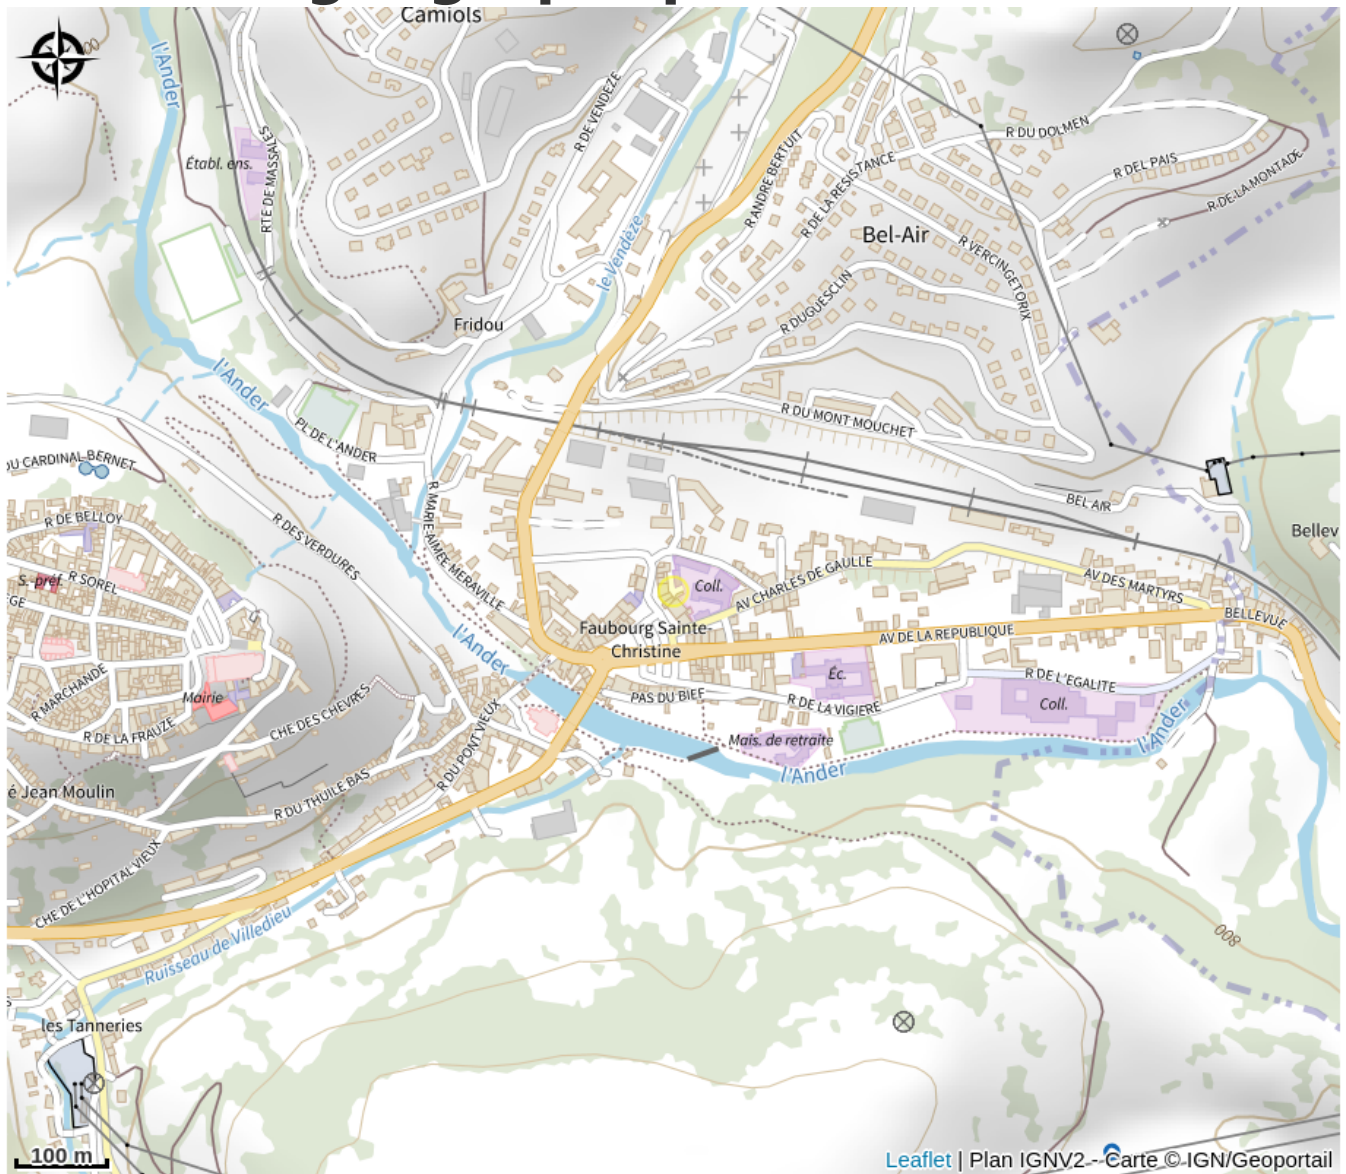 Camiols
l'Ander
00
Établ. ens.
RTE DE MASSALES
R DE VENDEZE
le Vendèze
R ANDRE BERTUIT
R DE LA RESISTANCE
R DU DOLMEN
R DEL PAIS
R DE LA MONTADE
Bel-Air
R VERCINGETORIX
R DUGUESCLIN
Fridou
l'Ander
PL DE L'ANDER
R DU MONT MOUCHET
DU CARDINAL BERNET
R MARIE-AIMEE MERAVILLE
BEL AIR
Bellev
R DE BELLOY
R DES VERDURES
S.-préf.
R SOREL
EGE
Coll.
AV CHARLES DE GAULLE
AV DES MARTYRS
BELLEVUE
Faubourg Sainte-
Christine
AV DE LA REPUBLIQUE
l'Ander
Éc.
R DE L'EGALITE
R MARCHANDE
Mairie
CHE DES CHEVRES
PAS DU BIEF
R DE LA VIGIERE
Coll.
R DE LA FRAUZE
R DU PONT VIEUX
Mais. de retraite
l'Ander
l'Ander
é Jean Moulin
R DU THUILE BAS
CHE DE L'HOPITAL VIEUX
Ruisseau de Villedieu
800
les Tanneries
100 m
Leaflet | Plan IGNV2 - Carte © IGN/Geoportail